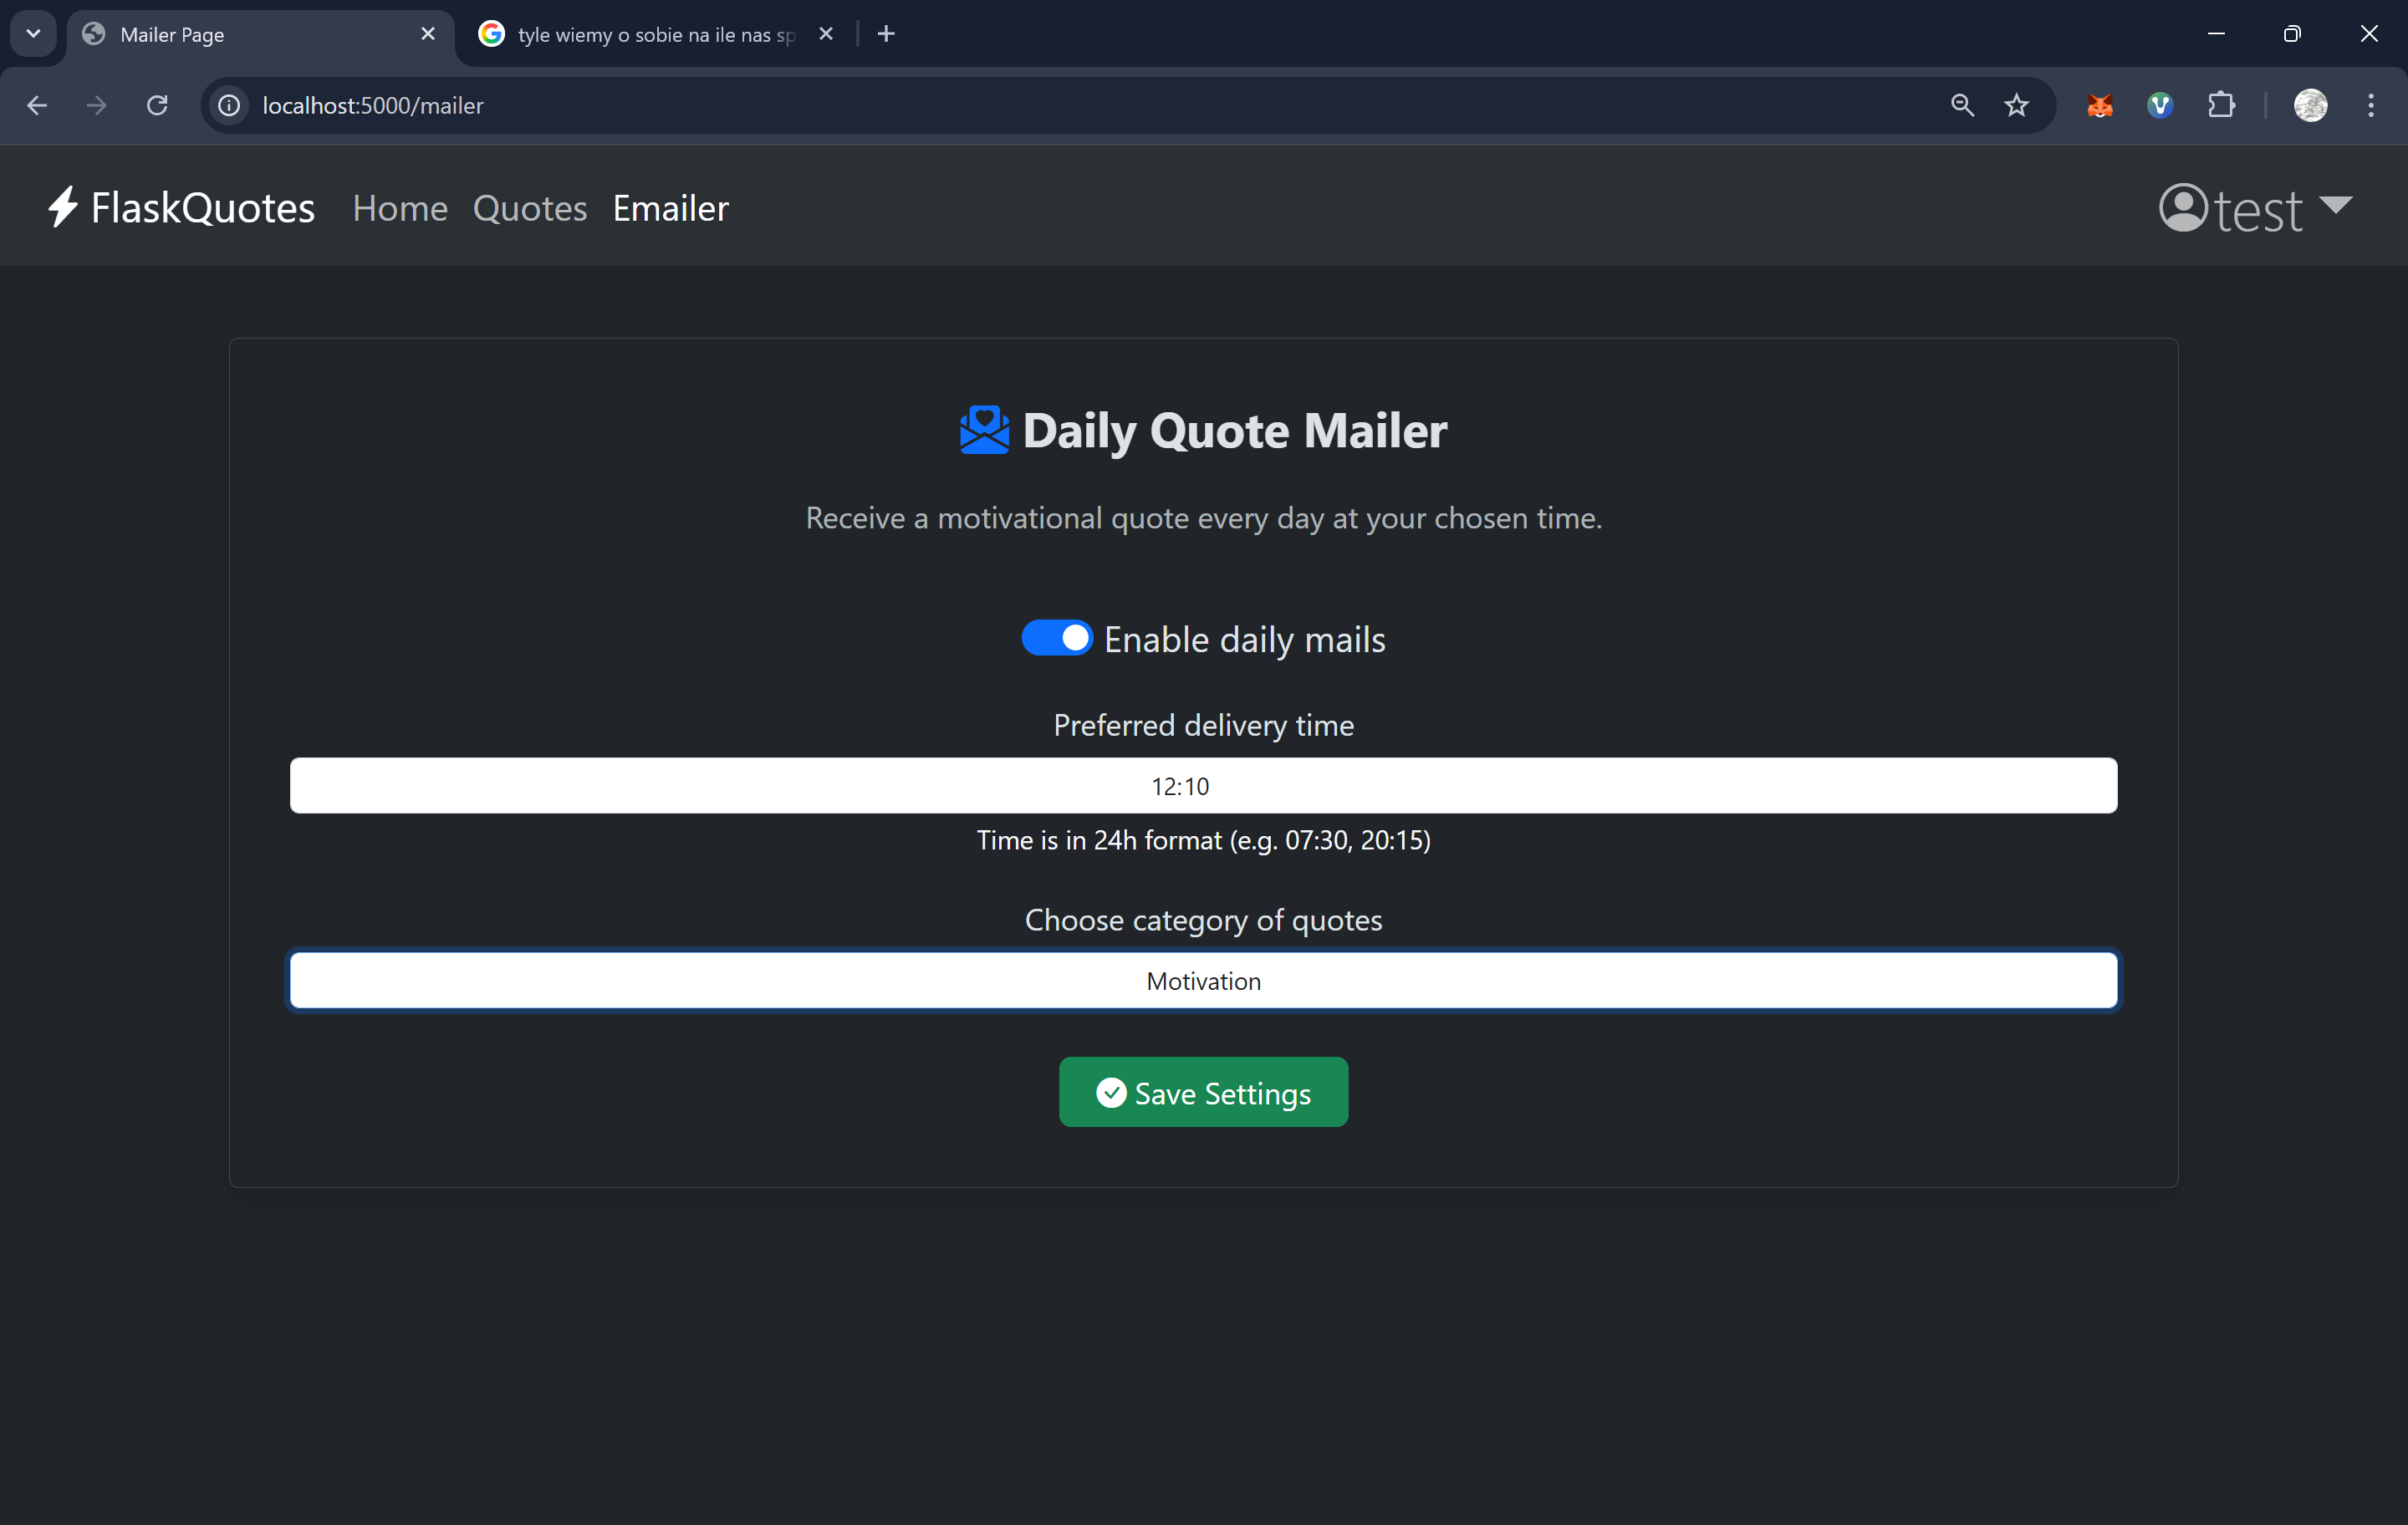 Mailer Page
tyle wiemy o sobie na ile nas sp
localhost:5000/mailer
FlaskQuotes Home Quotes Emailer test
Daily Quote Mailer
Receive a motivational quote every day at your chosen time.
Enable daily mails
Preferred delivery time
12:10
Time is in 24h format (e.g. 07:30, 20:15)
Choose category of quotes
Motivation
Save Settings